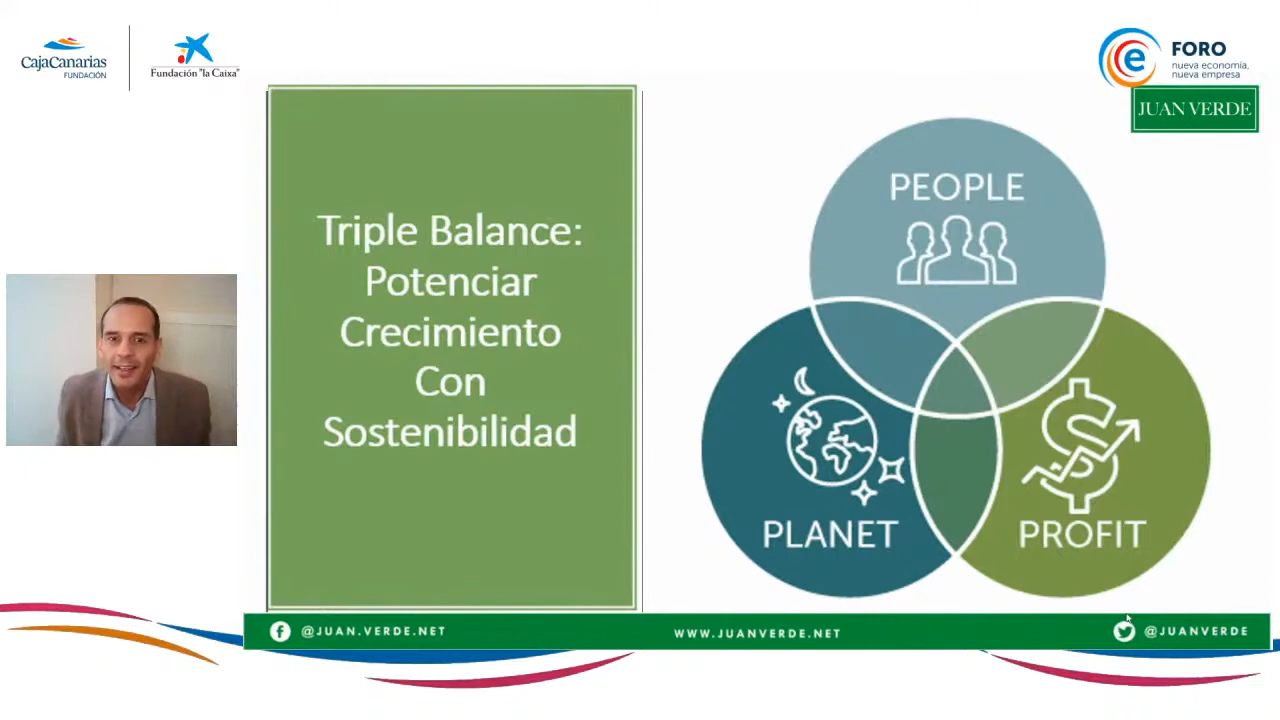 CajaCanarias
FUNDACIÓN
Fundación "la Caixa"
e
FORO
nueva economía,
nueva empresa
JUAN VERDE
Triple Balance:
Potenciar
Crecimiento
Con
Sostenibilidad
PEOPLE
PLANET
PROFIT
@JUAN.VERDE.NET
WWW.JUANVERDE.NET
@JUANVERDE